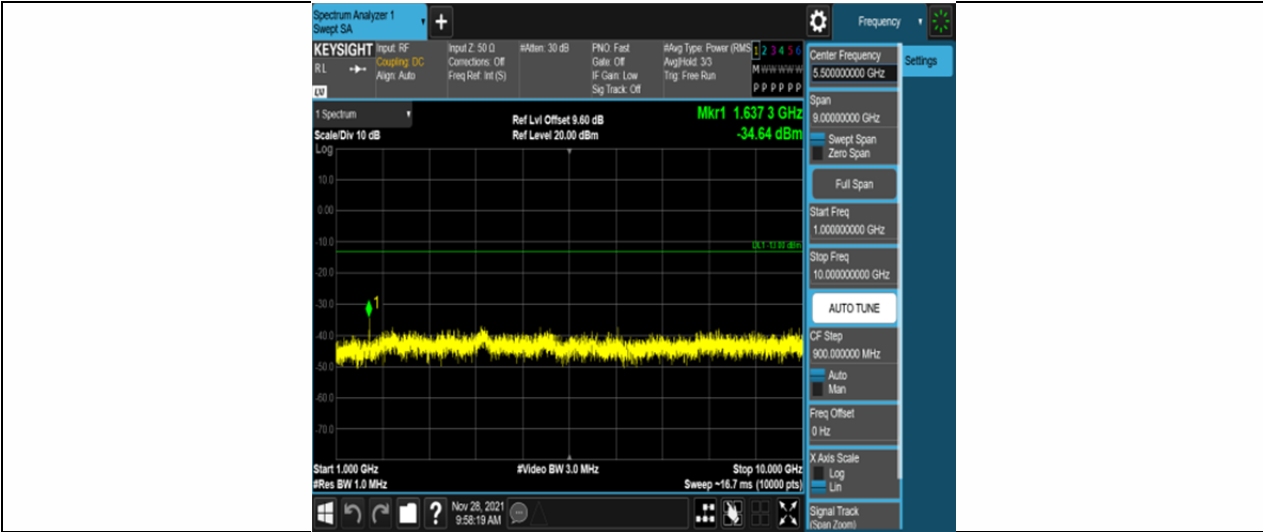 Spectrum Analyzer 1
Swept SA
+
Frequency
KEYSIGHT Input: RF
RL
Coupling: DC
Align: Auto
LV
Input Z: 50 Ω
Corrections: Off
Freq Ref: Int (S)
#Atten: 30 dB
PNO: Fast
Gate: Off
IF Gain: Low
Sig Track: Off
#Avg Type: Power (RMS
Avg|Hold: 3/3
Trig: Free Run
1 2 3 4 5 6
M W W W W W
P P P P P P
1 Spectrum
Scale/Div 10 dB
Log
Ref Lvl Offset 9.60 dB
Ref Level 20.00 dBm
Mkr1 1.637 3 GHz
-34.64 dBm
10.0
0.00
-10.0
-20.0
-30.0
-40.0
-50.0
-60.0
-70.0
DL1 -13.00 dBm
1
Start 1.000 GHz
#Res BW 1.0 MHz
#Video BW 3.0 MHz
Stop 10.000 GHz
Sweep ~16.7 ms (10000 pts)
?
Nov 28, 2021
9:58:19 AM
Center Frequency
5.500000000 GHz
Settings
Span
9.00000000 GHz
Swept Span
Zero Span
Full Span
Start Freq
1.000000000 GHz
Stop Freq
10.000000000 GHz
AUTO TUNE
CF Step
900.000000 MHz
Auto
Man
Freq Offset
0 Hz
X Axis Scale
Log
Lin
Signal Track
(Span Zoom)